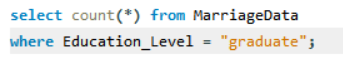 select count(*) from MarriageData
where Education_Level = "graduate";